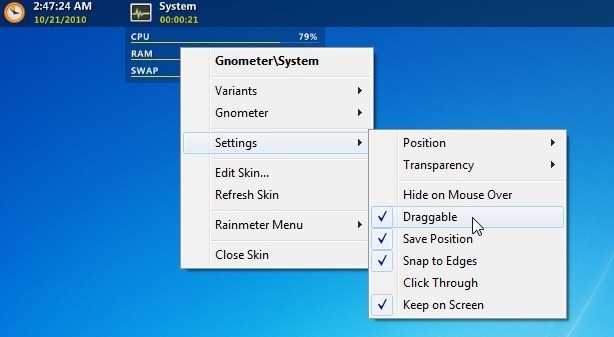 2:47:24 AM
10/21/2010
System
00:00:21
CPU 79%
RAM
SWAP
Gnometer\System
Variants
Gnometer
Settings
Edit Skin...
Refresh Skin
Rainmeter Menu
Close Skin
Position
Transparency
Hide on Mouse Over
Draggable
Save Position
Snap to Edges
Click Through
Keep on Screen